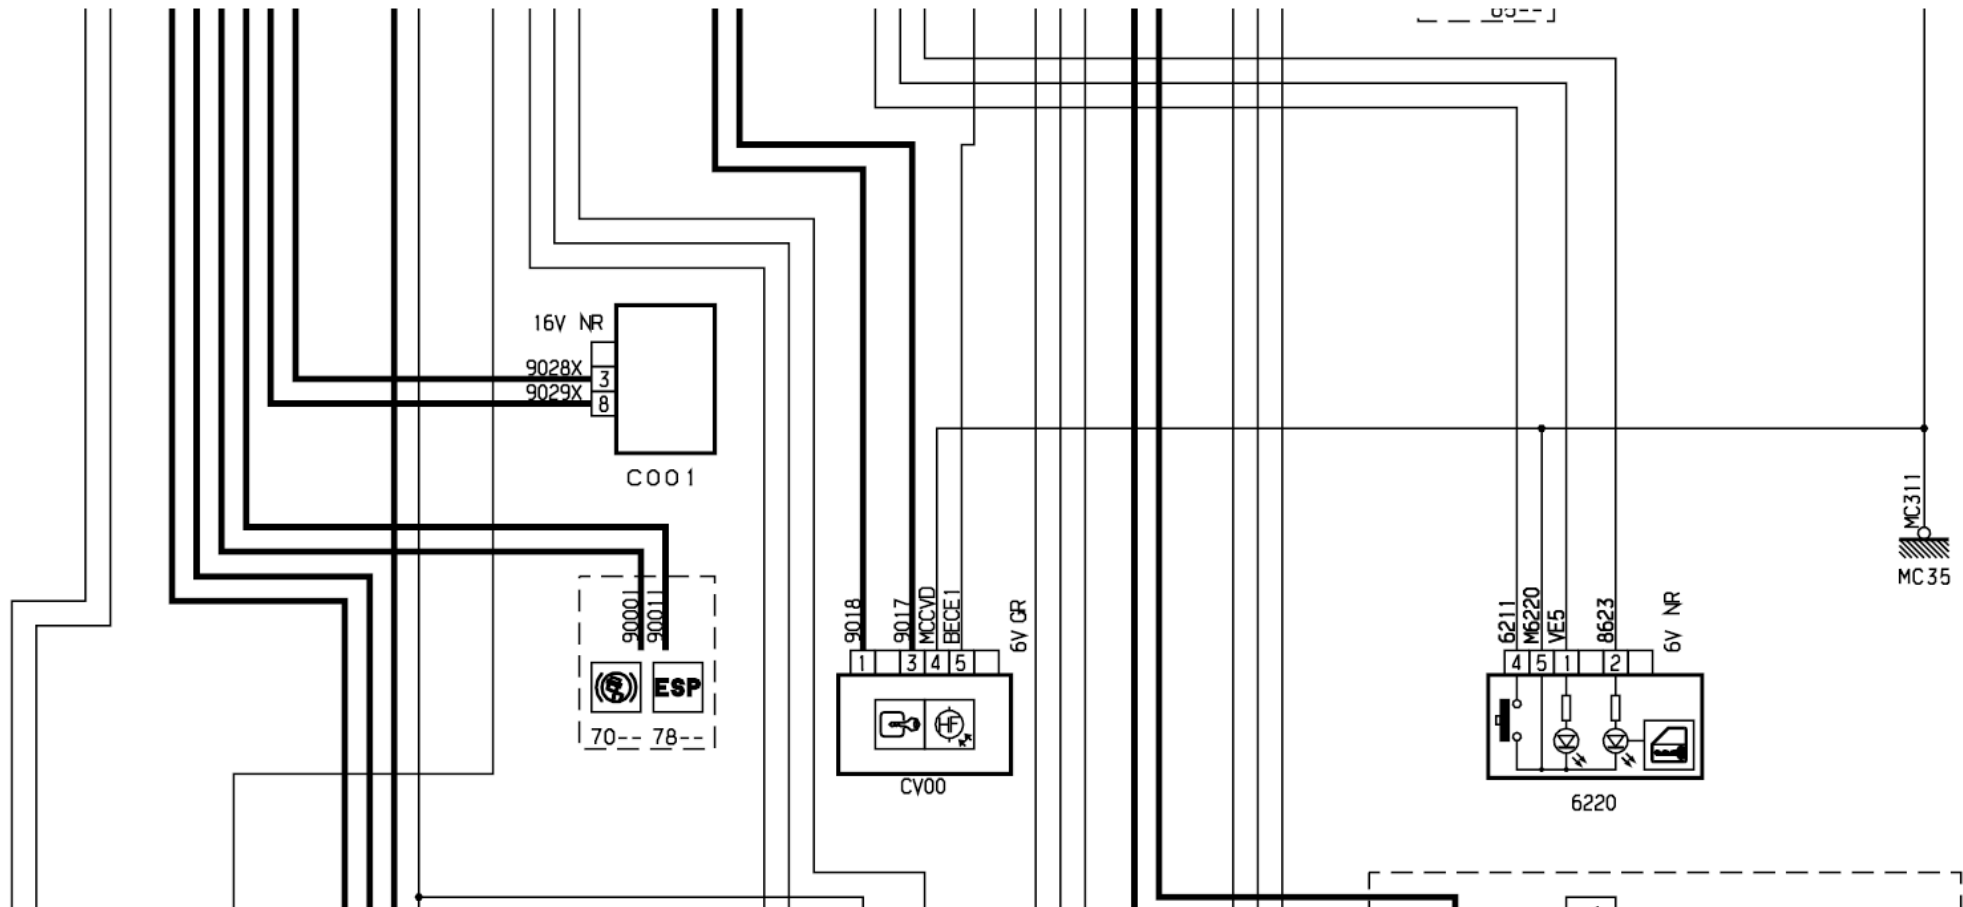 16V NR
9028X
3
9029X
8
C001
MC311
MC35
9000I
9001I
ESP
70-- 78--
9018
9017
MCCVD
BECE1
6V GR
1 3 4 5
HF
CV00
6211
M6220
VE5
8623
6V NR
4 5 1 2
6220